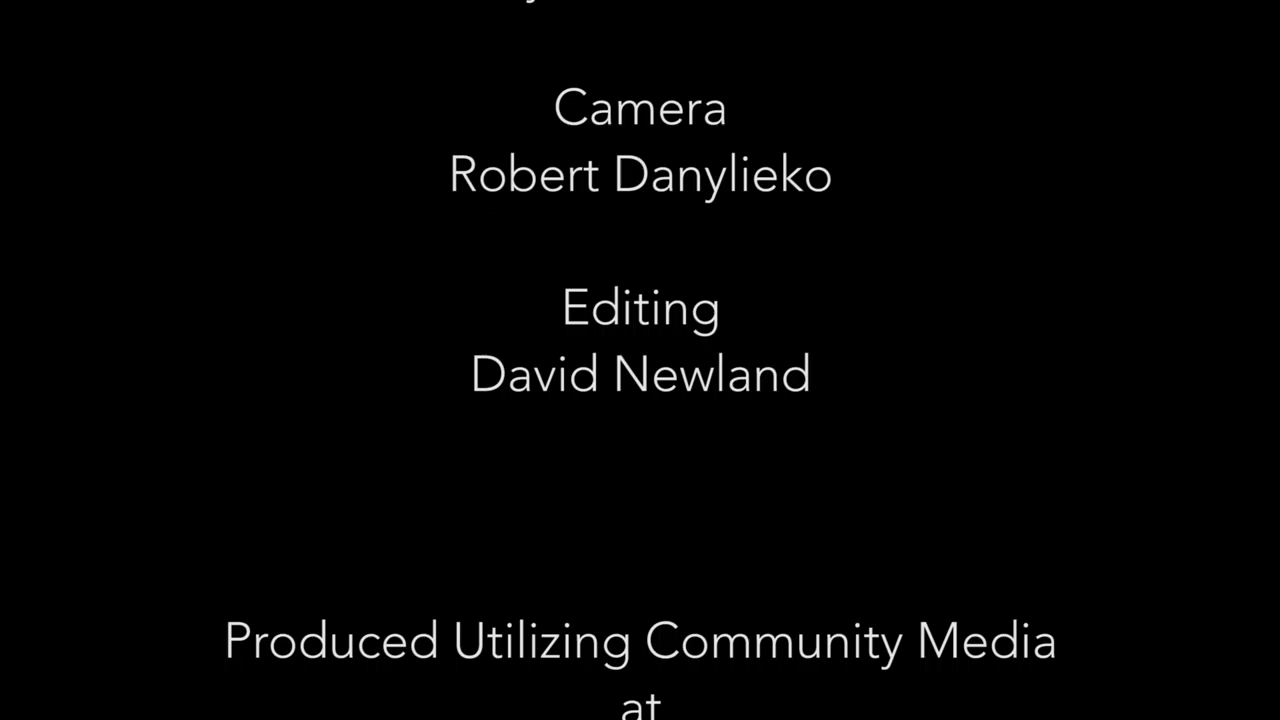 Camera
Robert Danylieko
Editing
David Newland
Produced Utilizing Community Media
at